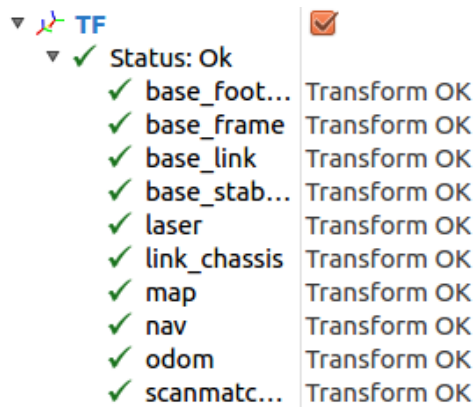 TF
Status: Ok
base_foot... Transform OK
base_frame Transform OK
base_link Transform OK
base_stab... Transform OK
laser Transform OK
link_chassis Transform OK
map Transform OK
nav Transform OK
odom Transform OK
scanmatc... Transform OK